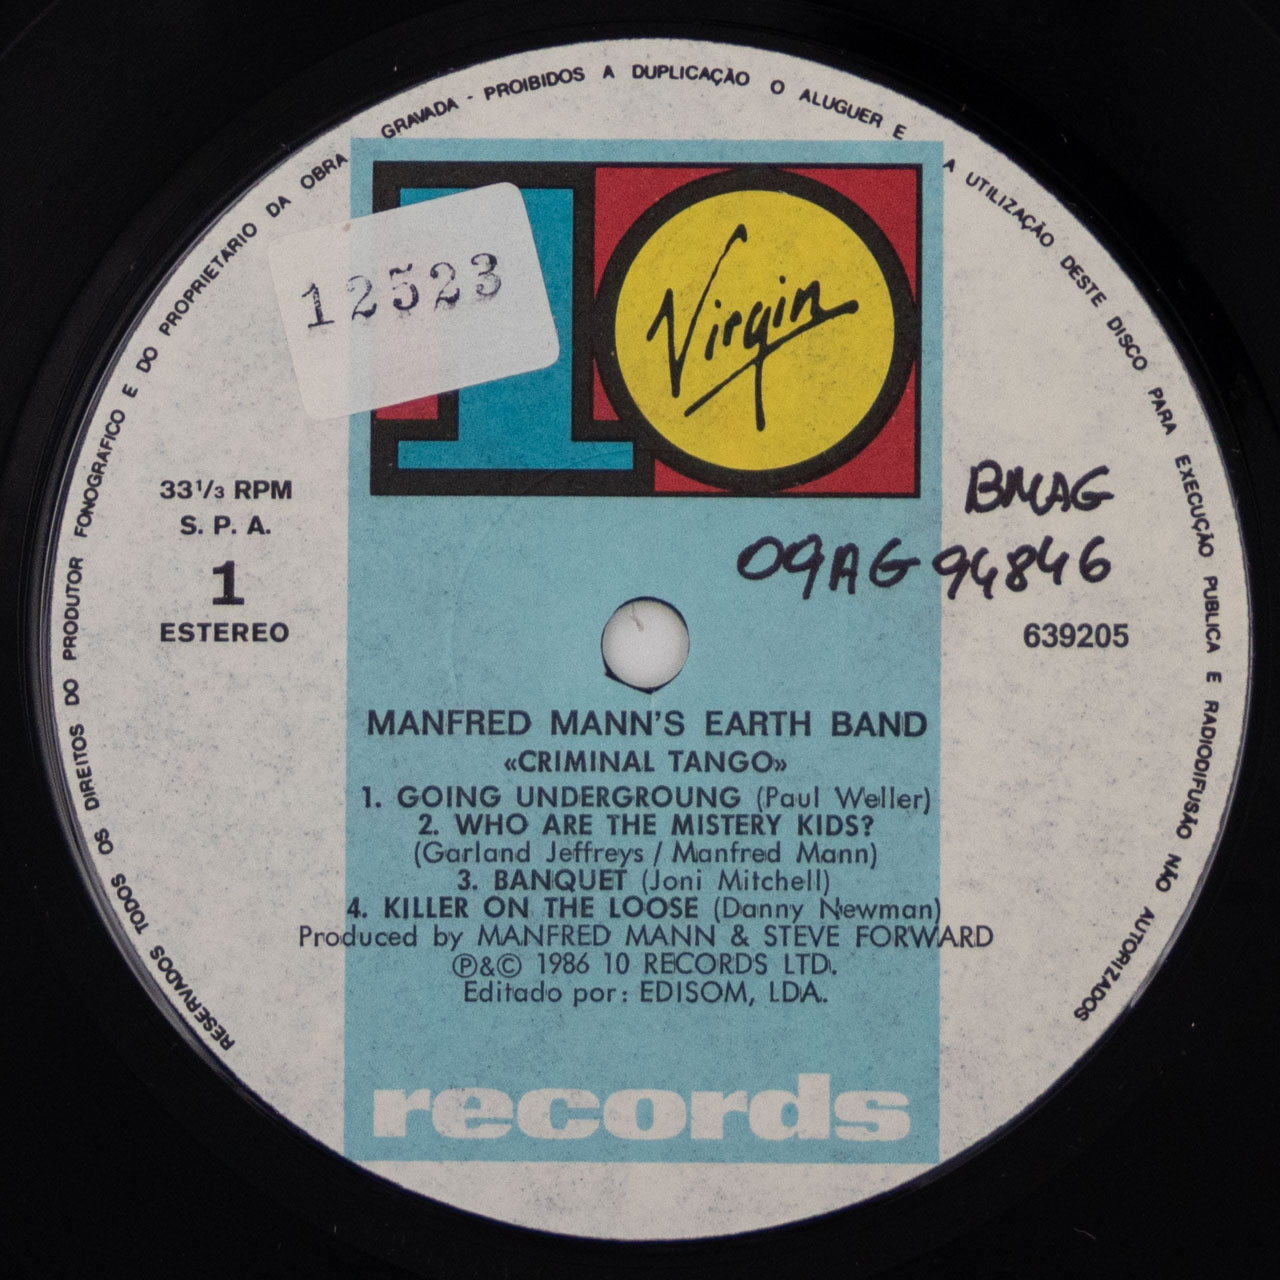 RESERVADOS TODOS OS DIREITOS DO PRODUTOR FONOGRAFICO E DO PROPRIETARIO DA OBRA GRAVADA - PROIBIDOS A DUPLICAÇÃO O ALUGUER E A UTILIZAÇÃO DESTE DISCO PARA EXECUÇÃO PUBLICA E RADIODIFUSÃO NÃO AUTORIZADOS
10
Virgin
12523
33 1/3 RPM
S. P. A.
1
ESTEREO
BMAG
09AG94846
639205
MANFRED MANN'S EARTH BAND
«CRIMINAL TANGO»
1. GOING UNDERGROUNG (Paul Weller)
2. WHO ARE THE MISTERY KIDS?
(Garland Jeffreys / Manfred Mann)
3. BANQUET (Joni Mitchell)
4. KILLER ON THE LOOSE (Danny Newman)
Produced by MANFRED MANN & STEVE FORWARD
℗&© 1986 10 RECORDS LTD.
Editado por: EDISOM, LDA.
records